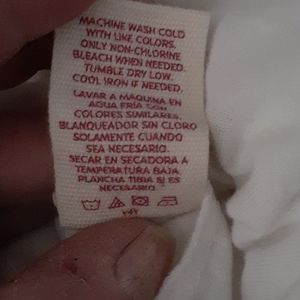 MACHINE WASH COLD
WITH LIKE COLORS.
ONLY NON-CHLORINE
BLEACH WHEN NEEDED.
TUMBLE DRY LOW.
COOL IRON IF NEEDED.
LAVAR A MAQUINA EN
AGUA FRIA CON
COLORES SIMILARES.
BLANQUEADOR SIN CLORO
SOLAMENTE CUANDO
SEA NECESARIO.
SECAR EN SECADORA A
TEMPERATURA BAJA.
PLANCHA TIBIA SI ES
NECESARIO.